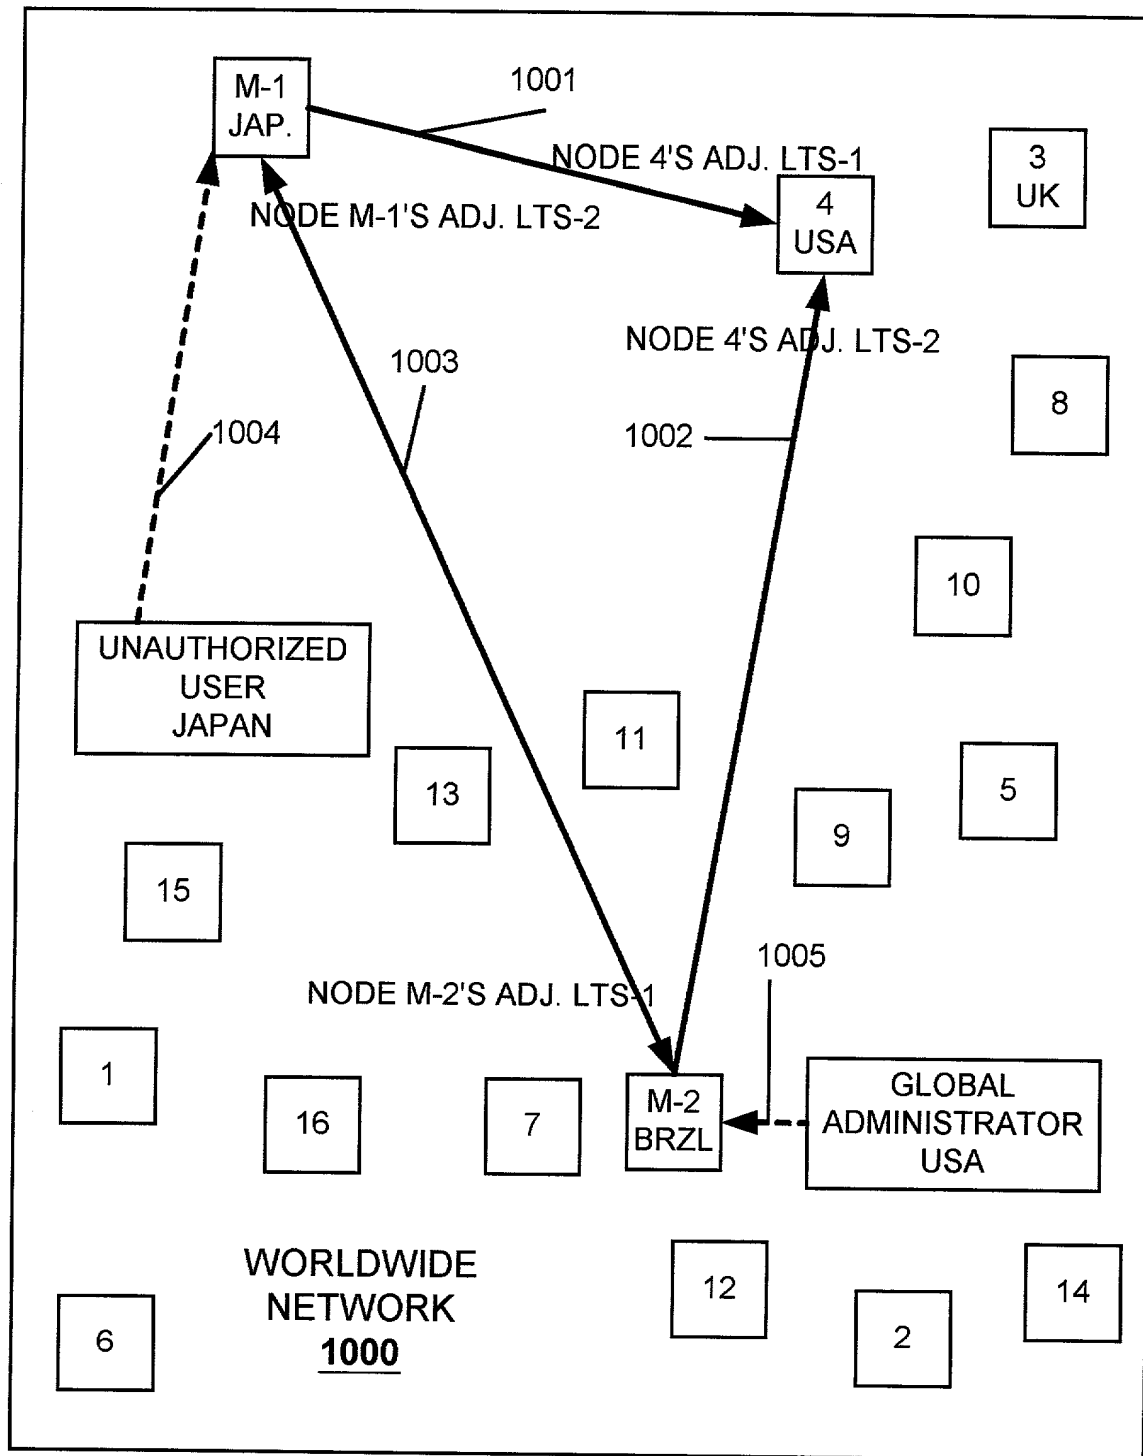 1001
M-1
JAP.
NODE 4'S ADJ. LTS-1
3
UK
4
USA
NODE M-1'S ADJ. LTS-2
NODE 4'S ADJ. LTS-2
1003
8
1004
1002
10
UNAUTHORIZED
USER
JAPAN
11
13
5
9
15
1005
NODE M-2'S ADJ. LTS-1
1
16
7
M-2
BRZL
GLOBAL
ADMINISTRATOR
USA
WORLDWIDE
NETWORK
1000
12
14
6
2